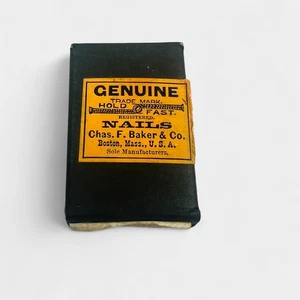 GENUINE
TRADE MARK.
HOLD FAST.
REGISTERED.
NAILS
Chas. F. Baker & Co.
Boston, Mass., U. S. A.
Sole Manufacturers,